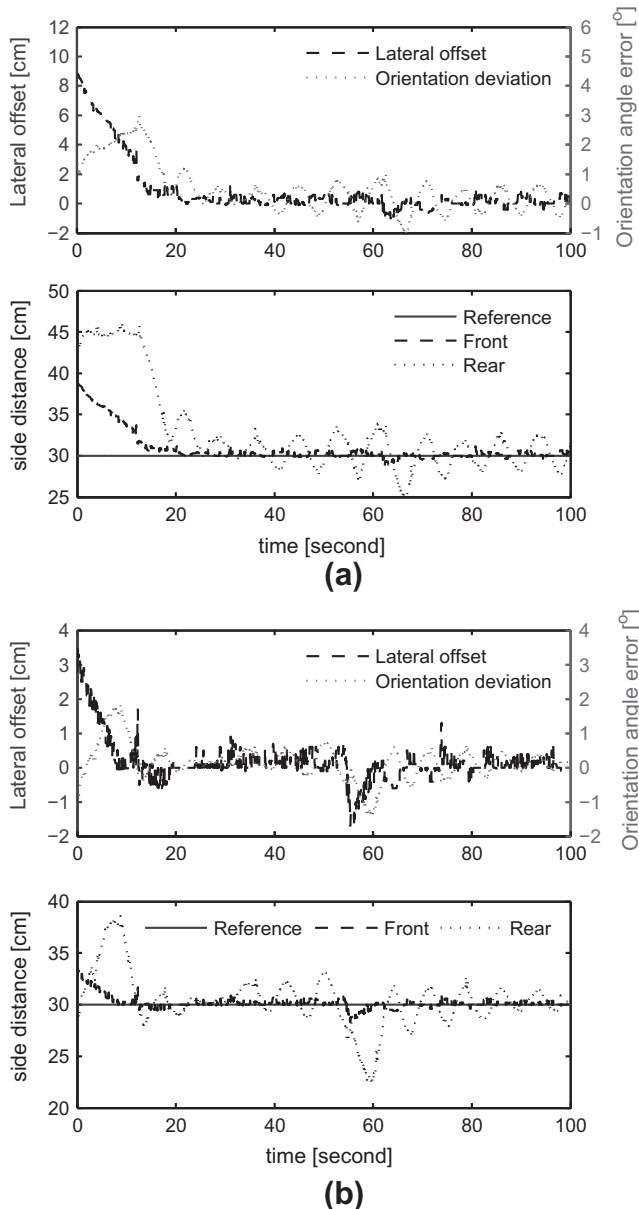 12
10
8
6
4
2
0
−2
Lateral offset [cm]
Lateral offset
Orientation deviation
6
5
4
3
2
1
0
−1
Orientation angle error [o]
0 20 40 60 80 100
50
45
40
35
30
25
side distance [cm]
Reference
Front
Rear
0 20 40 60 80 100
time [second]
(a)
4
3
2
1
0
−1
−2
Lateral offset [cm]
Lateral offset
Orientation deviation
4
3
2
1
0
−1
−2
Orientation angle error [o]
0 20 40 60 80 100
40
35
30
25
20
side distance [cm]
Reference Front Rear
0 20 40 60 80 100
time [second]
(b)